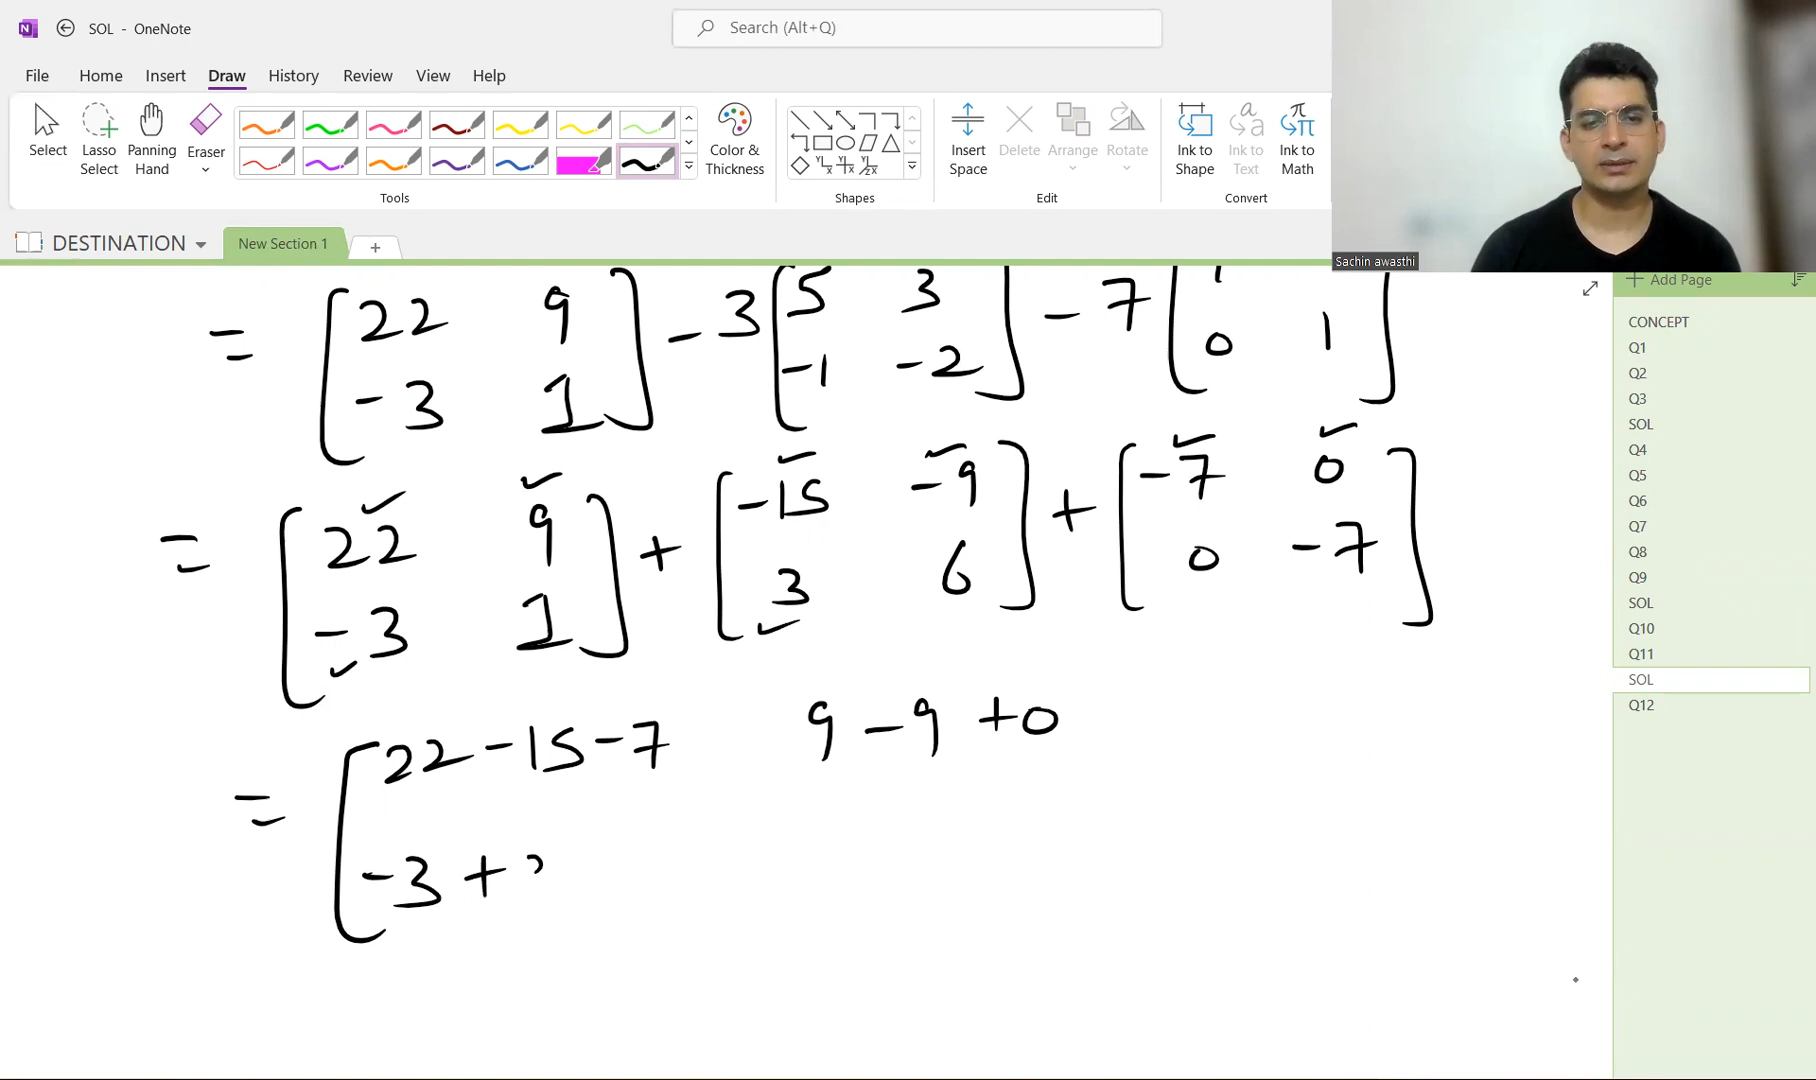 SOL - OneNote
Search (Alt+Q)
File Home Insert Draw History Review View Help
Select
Lasso Select
Panning Hand
Eraser
Color & Thickness
Insert Space
Delete
Arrange
Rotate
Ink to Shape
Ink to Text
Ink to Math
Tools
Shapes
Edit
Convert
DESTINATION
New Section 1
Sachin awasthi
Add Page
CONCEPT
Q1
Q2
Q3
SOL
Q4
Q5
Q6
Q7
Q8
Q9
SOL
Q10
Q11
SOL
Q12
= [ 22 9 ] - 3 [ 5 3 ] - 7 [ 1
-3 1 -1 -2 0 1 ]
= [ 22 9 ] + [ -15 -9 ] + [ -7 0 ]
-3 1 3 6 0 -7
= [ 22 - 15 - 7 9 - 9 + 0
-3 +